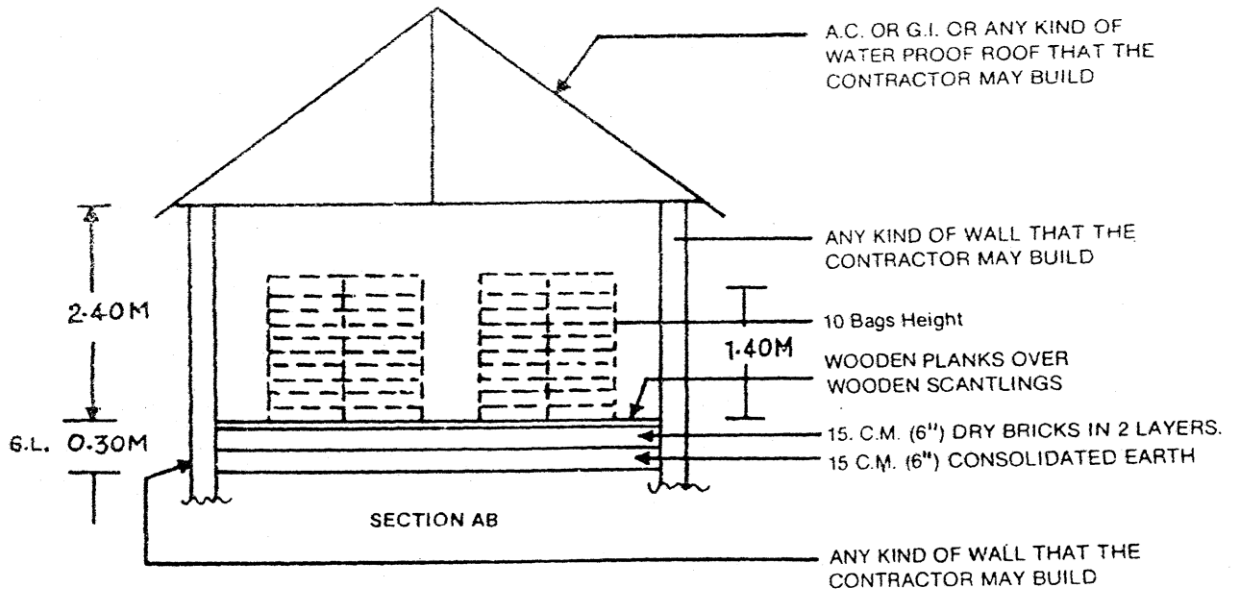 A.C. OR G.I. OR ANY KIND OF
WATER PROOF ROOF THAT THE
CONTRACTOR MAY BUILD
ANY KIND OF WALL THAT THE
CONTRACTOR MAY BUILD
2.40M
10 Bags Height
1.40M
WOODEN PLANKS OVER
WOODEN SCANTLINGS
G.L. 0.30M
15. C.M. (6") DRY BRICKS IN 2 LAYERS.
15 C.M. (6") CONSOLIDATED EARTH
SECTION AB
ANY KIND OF WALL THAT THE
CONTRACTOR MAY BUILD